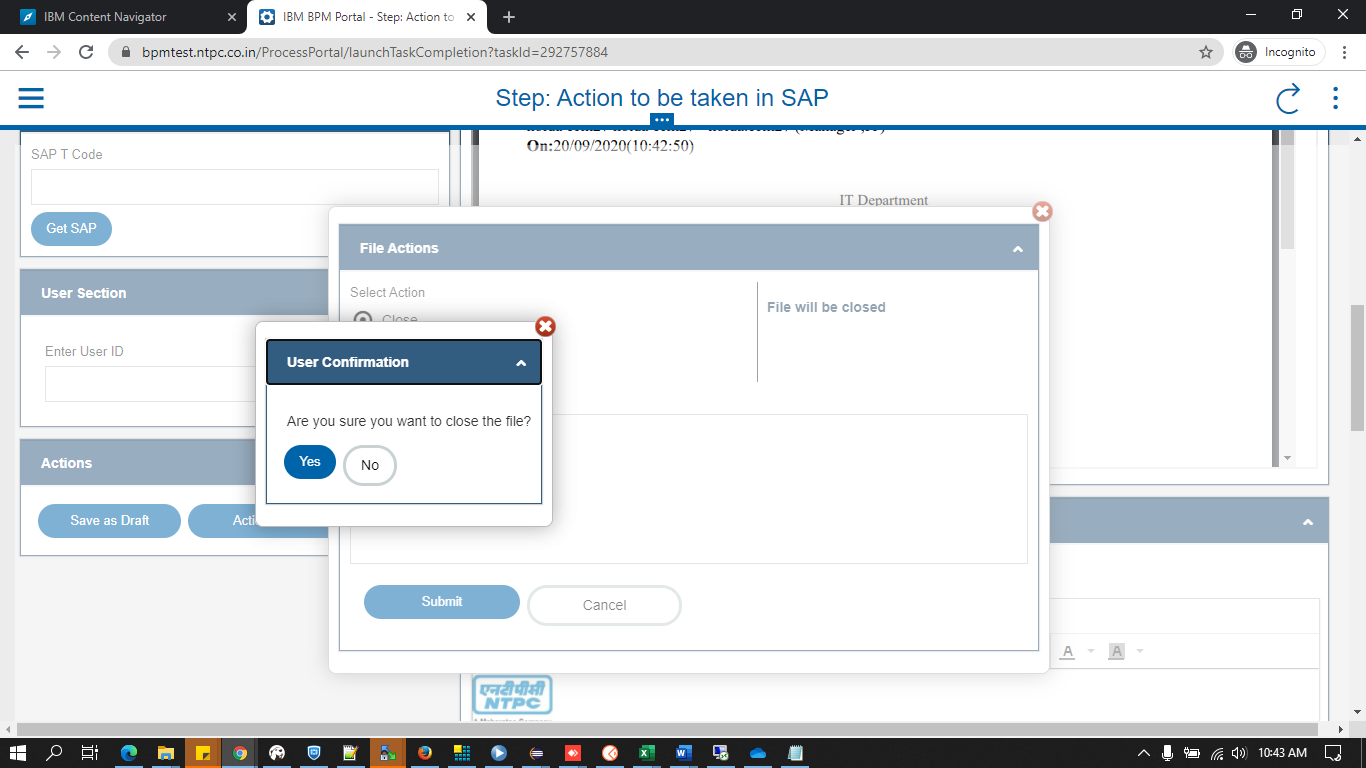 IBM Content Navigator
IBM BPM Portal - Step: Action to
bpmtest.ntpc.co.in/ProcessPortal/launchTaskCompletion?taskId=292757884
Incognito
Step: Action to be taken in SAP
SAP T Code
Get SAP
On:20/09/2020(10:42:50)
IT Department
File Actions
Select Action
Close
File will be closed
User Section
Enter User ID
User Confirmation
Are you sure you want to close the file?
Yes
No
Actions
Save as Draft
Submit
Cancel
A
A
एनटीपीसी
NTPC
10:43 AM